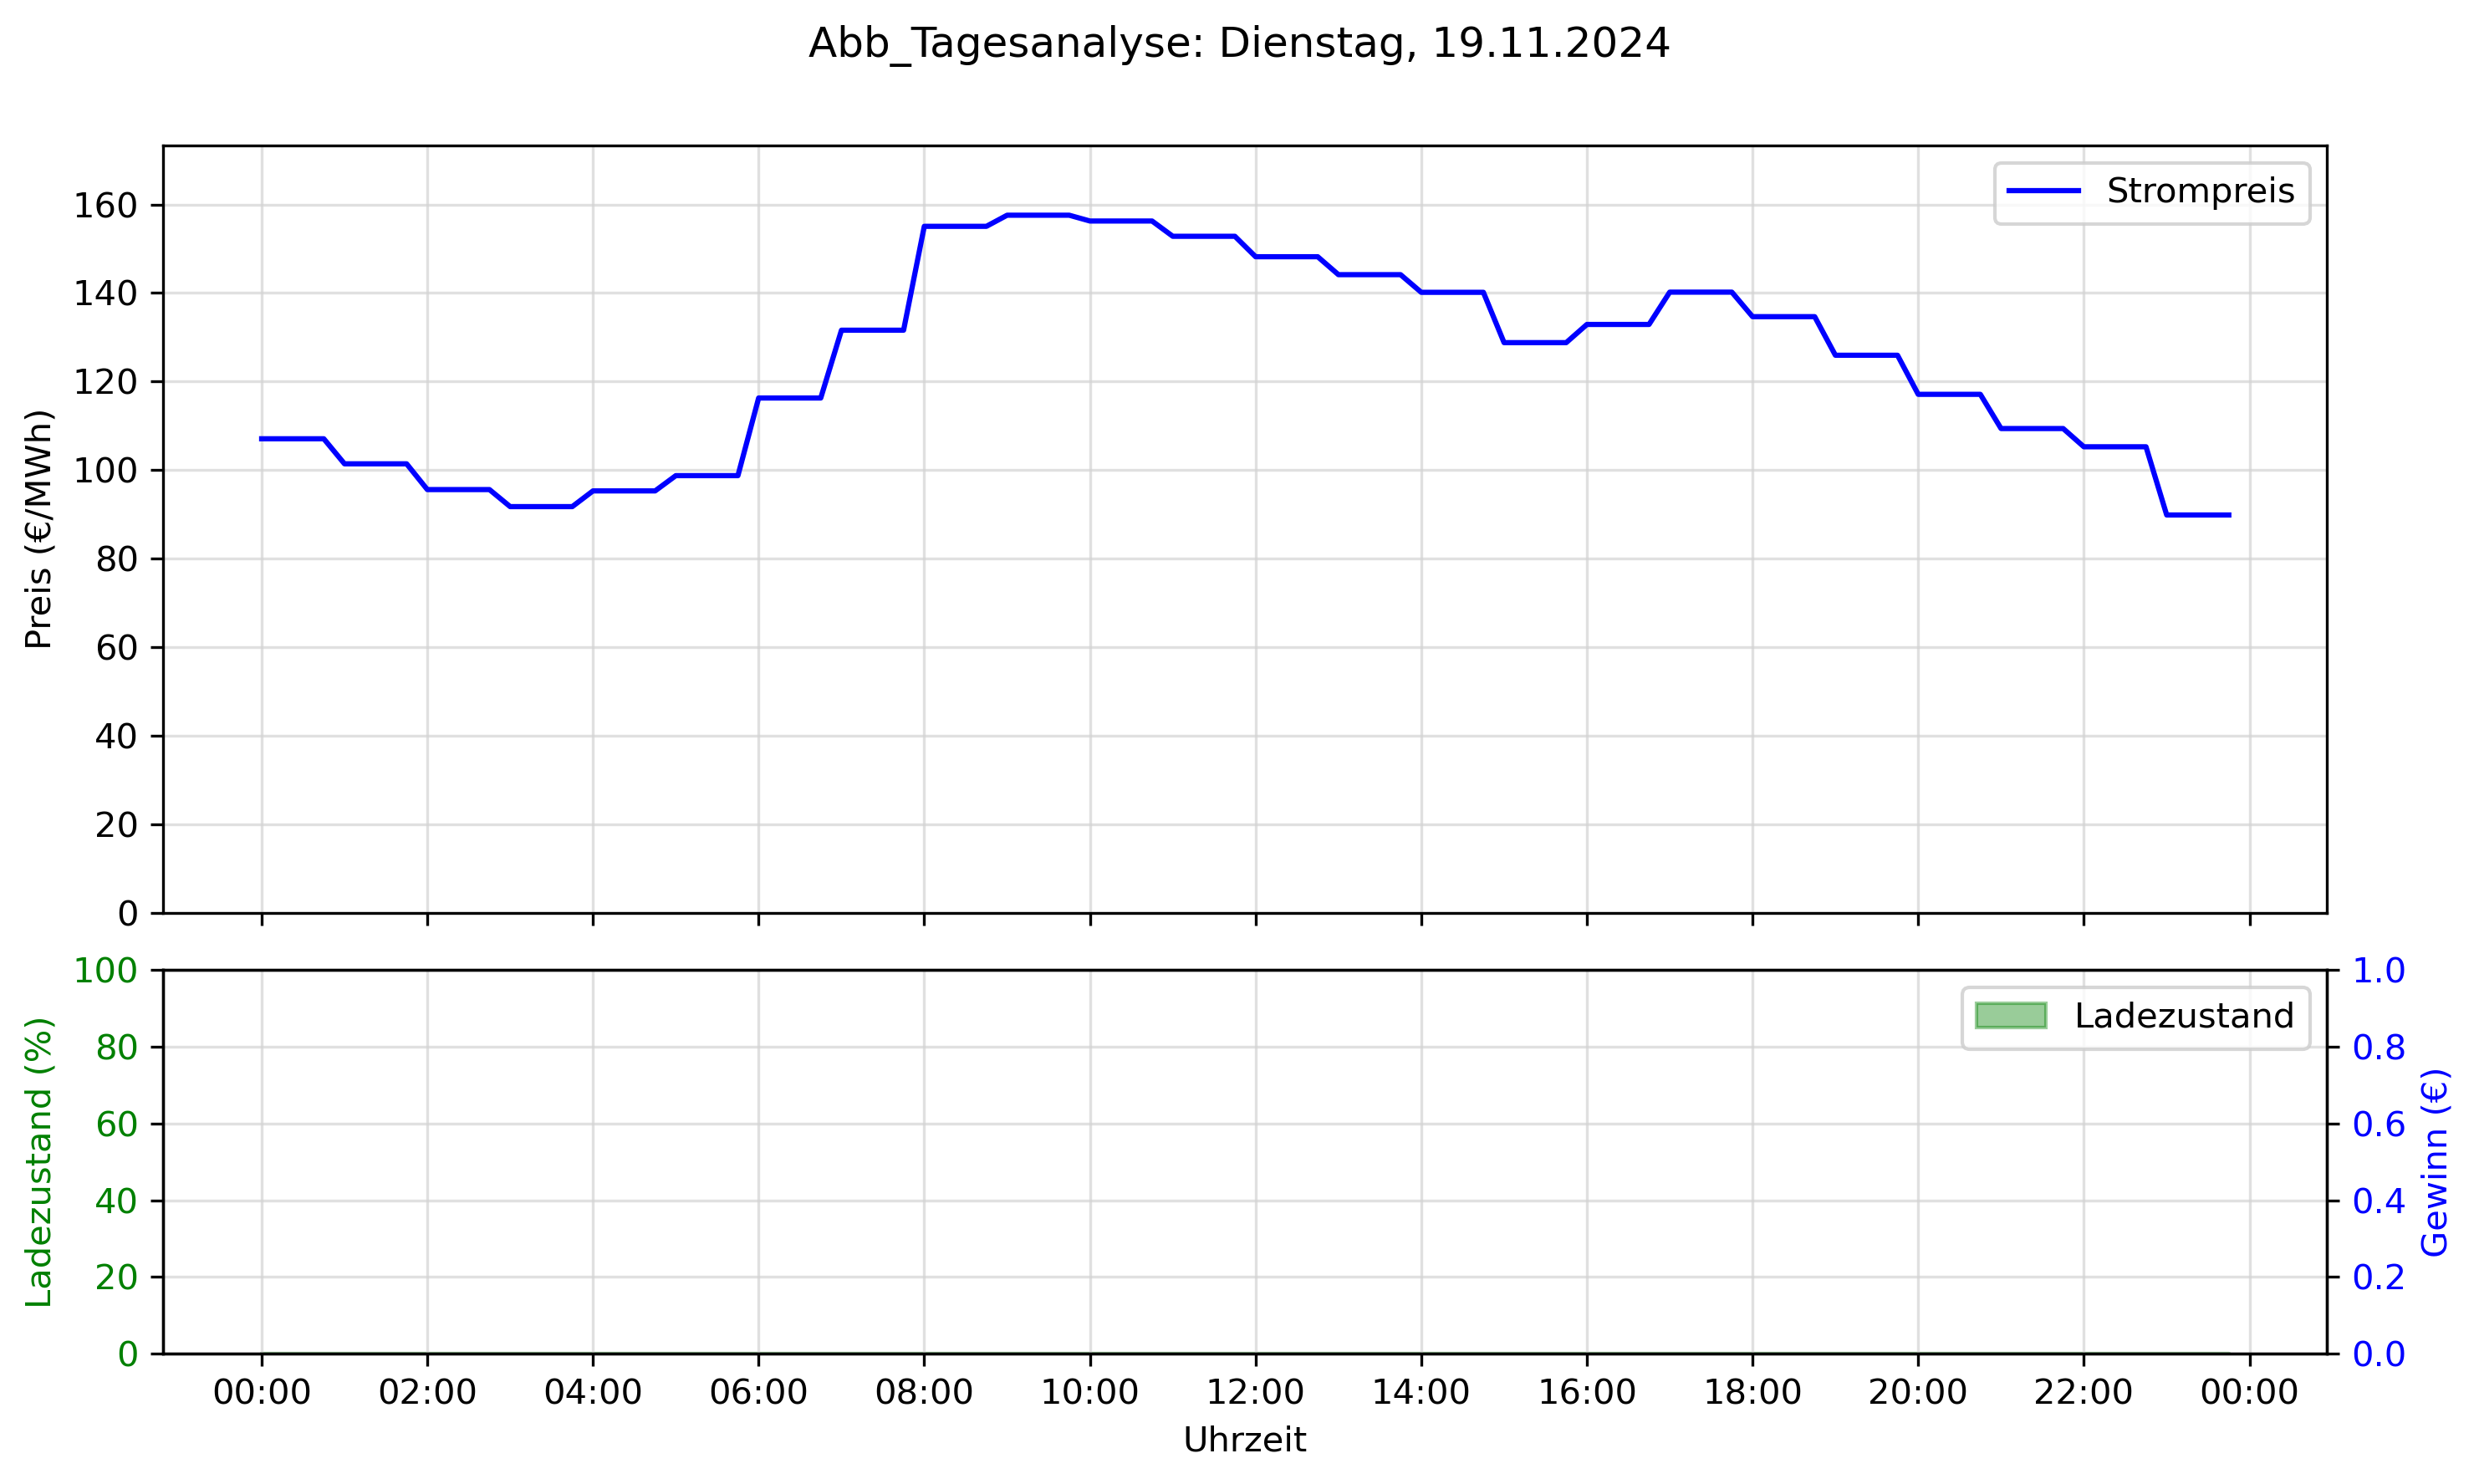 Abb_Tagesanalyse: Dienstag, 19.11.2024
Preis (€/MWh)
160
140
120
100
80
60
40
20
0
Strompreis
Ladezustand (%)
100
80
60
40
20
0
Ladezustand
1.0
0.8
0.6
0.4
0.2
0.0
Gewinn (€)
00:00 02:00 04:00 06:00 08:00 10:00 12:00 14:00 16:00 18:00 20:00 22:00 00:00
Uhrzeit